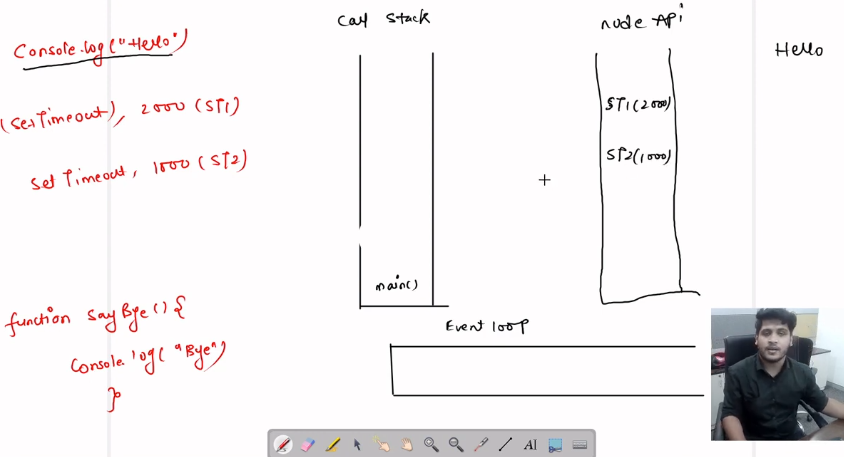 Console.log("Hello")
(SetTimeout), 2000 (ST1)
Set Timeout, 1000 (ST2)
function sayBye() {
Console.log( "Bye")
}
Call Stack
main()
node API
ST1(2000)
ST2(1000)
Hello
Event loop
AI